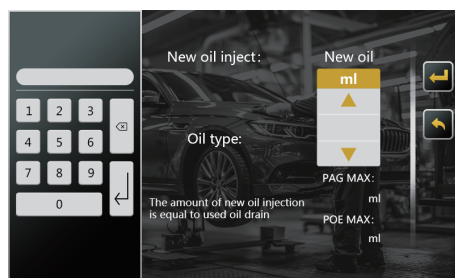 1 2 3
4 5 6
7 8 9
0
New oil inject:
New oil
ml
Oil type:
PAG MAX:
ml
The amount of new oil injection
is equal to used oil drain
POE MAX:
ml